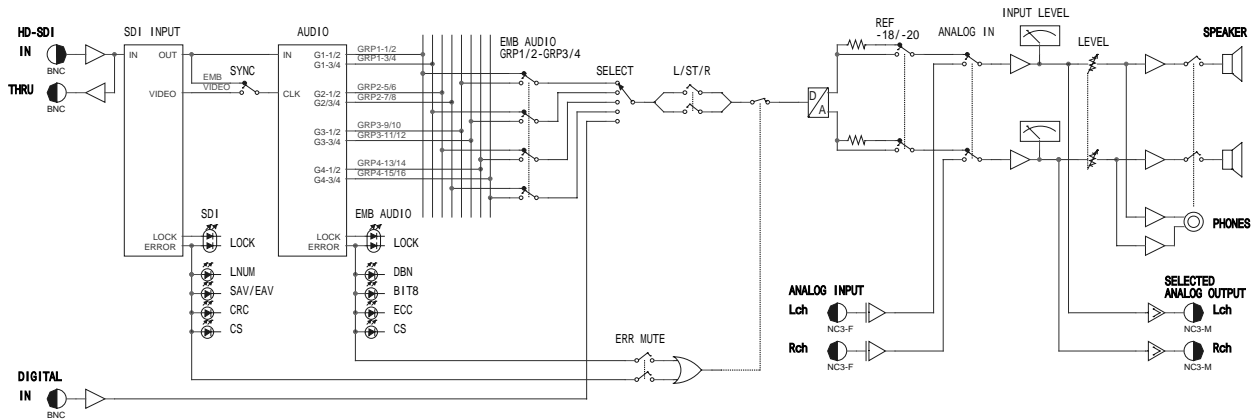 HD-SDI
IN
BNC
THRU
BNC
SDI INPUT
IN
OUT
VIDEO
LOCK
ERROR
SYNC
EMB
VIDEO
AUDIO
IN
CLK
G1-1/2
G1-3/4
G2-1/2
G2/3/4
G3-1/2
G3-3/4
G4-1/2
G4-3/4
LOCK
ERROR
GRP1-1/2
GRP1-3/4
GRP2-5/6
GRP2-7/8
GRP3-9/10
GRP3-11/12
GRP4-13/14
GRP4-15/16
EMB AUDIO
GRP1/2-GRP3/4
SELECT
L/ST/R
D
A
REF
-18/-20
ANALOG IN
INPUT LEVEL
LEVEL
SPEAKER
PHONES
SDI
LOCK
LNUM
SAV/EAV
CRC
CS
EMB AUDIO
LOCK
DBN
BIT8
ECC
CS
ERR MUTE
ANALOG INPUT
Lch
NC3-F
Rch
NC3-F
SELECTED
ANALOG OUTPUT
Lch
NC3-M
Rch
NC3-M
DIGITAL
IN
BNC